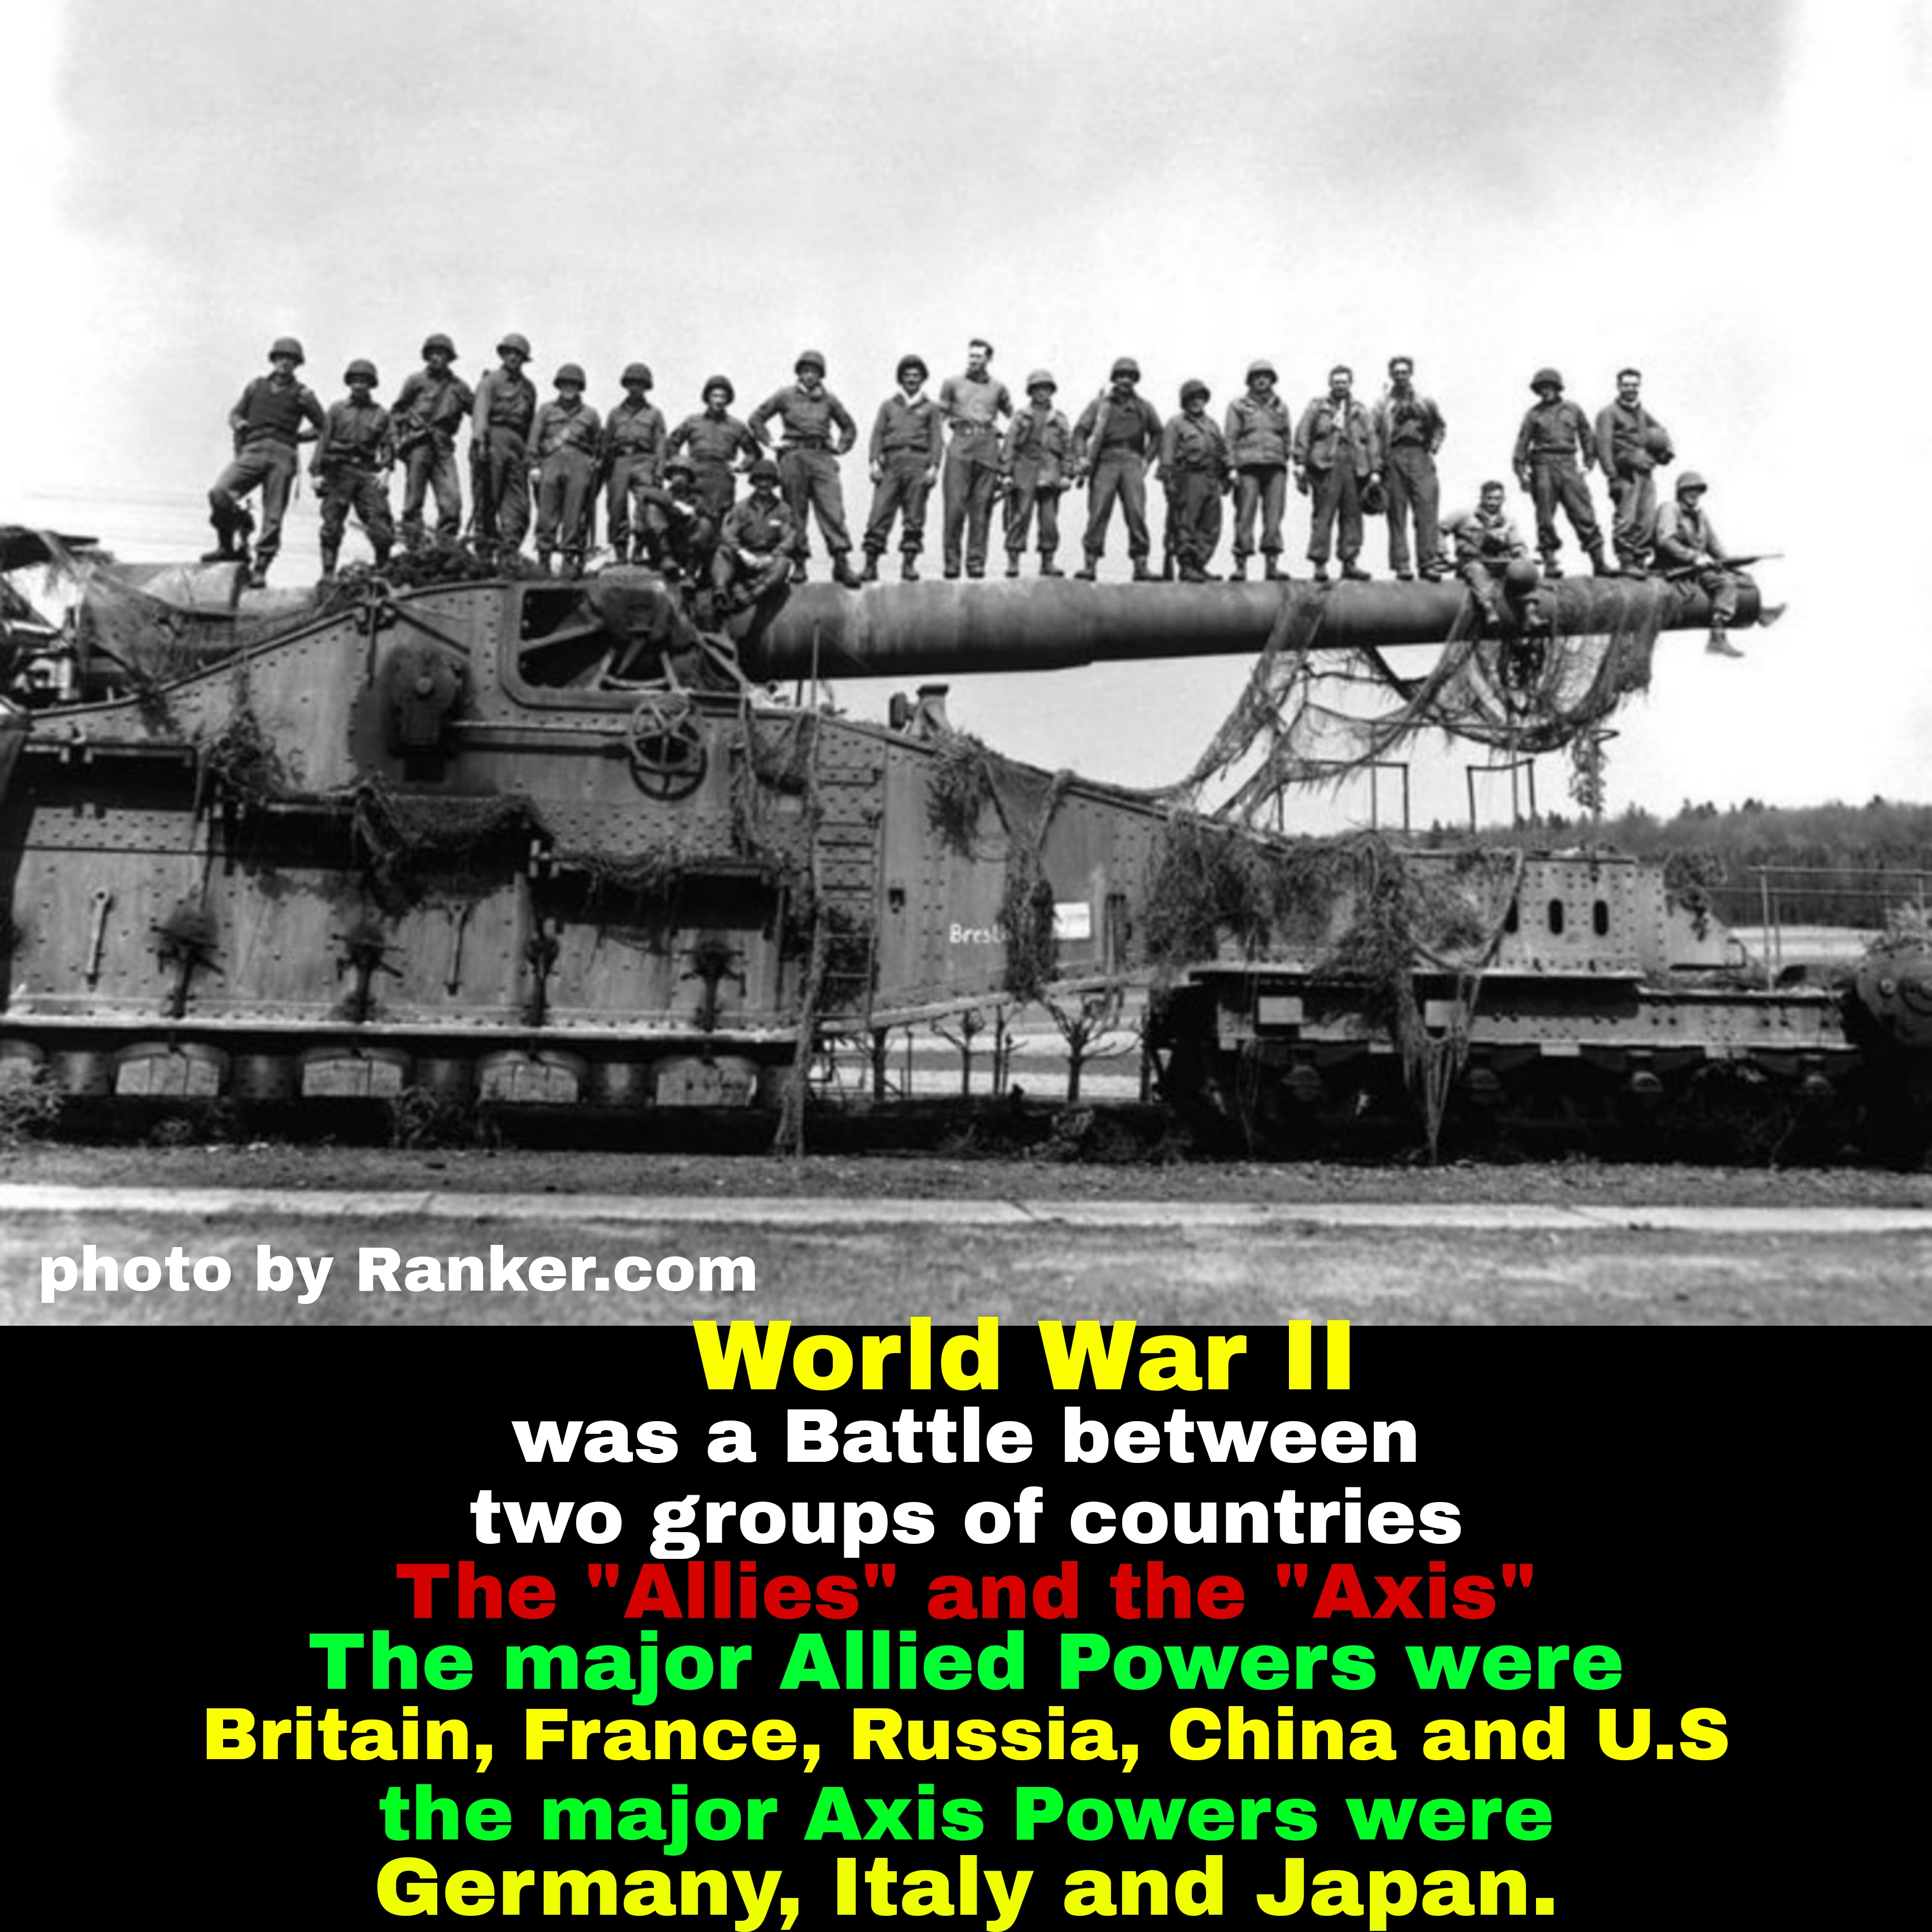 photo by Ranker.com
World War II
was a Battle between
two groups of countries
The "Allies" and the "Axis"
The major Allied Powers were
Britain, France, Russia, China and U.S
the major Axis Powers were
Germany, Italy and Japan.